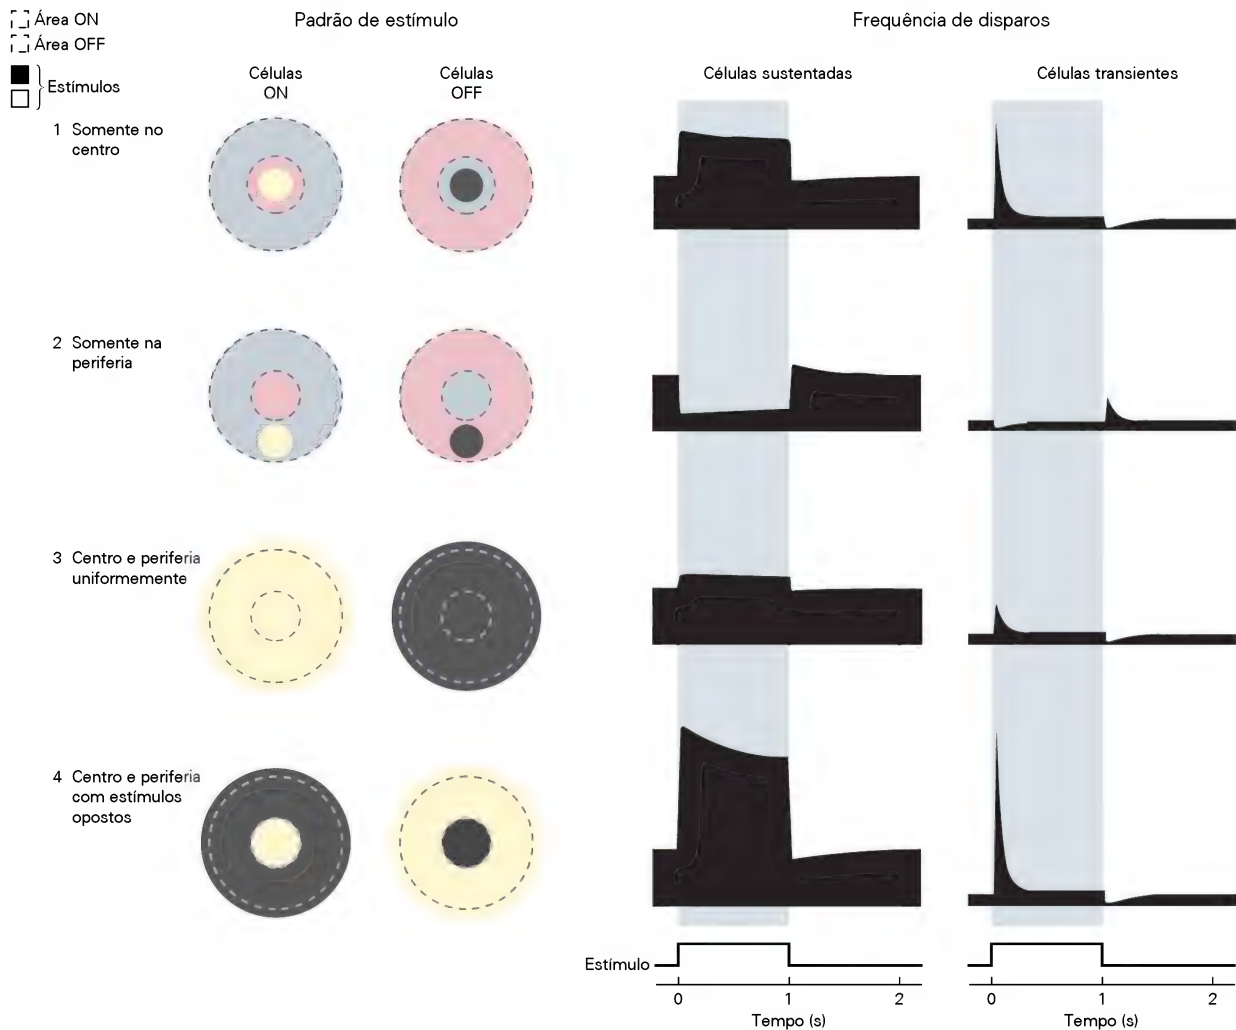 Área ON
Área OFF
Estímulos
Padrão de estímulo
Células
ON
Células
OFF
Frequência de disparos
Células sustentadas
Células transientes
1 Somente no
centro
2 Somente na
periferia
3 Centro e periferia
uniformemente
4 Centro e periferia
com estímulos
opostos
Estímulo
0 1 2
Tempo (s)
0 1 2
Tempo (s)